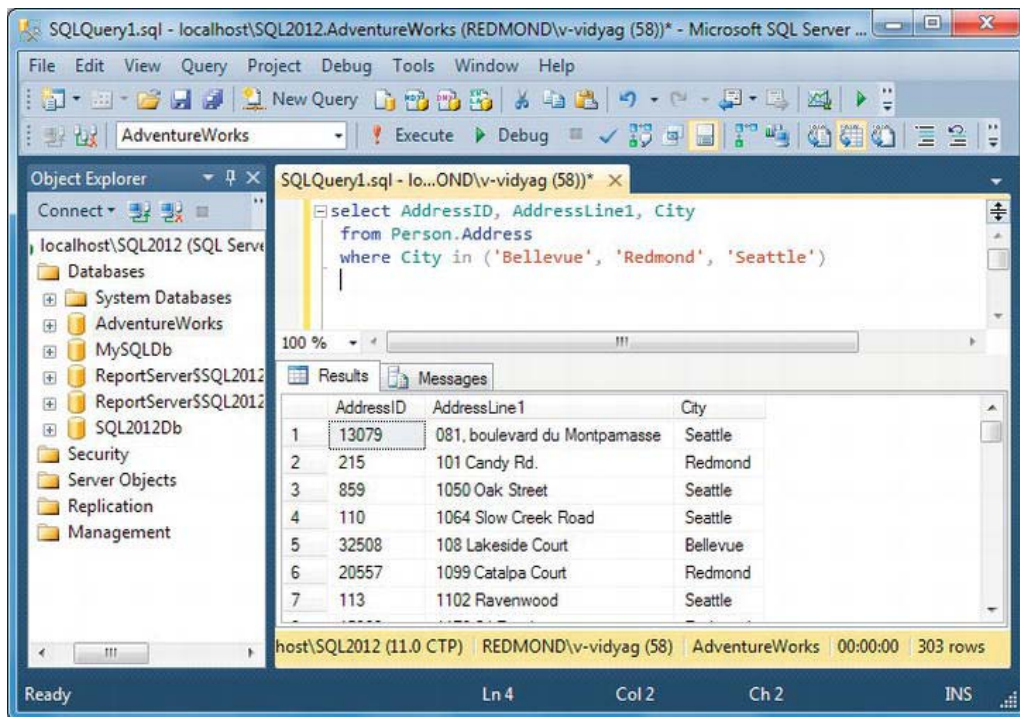 SQLQuery1.sql - localhost\SQL2012.AdventureWorks (REDMOND\v-vidyag (58))* - Microsoft SQL Server ...
File Edit View Query Project Debug Tools Window Help
New Query
AdventureWorks Execute Debug
Object Explorer
Connect
localhost\SQL2012 (SQL Serve
Databases
System Databases
AdventureWorks
MySQLDb
ReportServer$SQL2012
ReportServer$SQL2012
SQL2012Db
Security
Server Objects
Replication
Management
SQLQuery1.sql - lo...OND\v-vidyag (58))*
select AddressID, AddressLine1, City
from Person.Address
where City in ('Bellevue', 'Redmond', 'Seattle')
100 %
Results Messages
AddressID AddressLine1 City
1 13079 081, boulevard du Montparnasse Seattle
2 215 101 Candy Rd. Redmond
3 859 1050 Oak Street Seattle
4 110 1064 Slow Creek Road Seattle
5 32508 108 Lakeside Court Bellevue
6 20557 1099 Catalpa Court Redmond
7 113 1102 Ravenwood Seattle
host\SQL2012 (11.0 CTP) REDMOND\v-vidyag (58) AdventureWorks 00:00:00 303 rows
Ready Ln 4 Col 2 Ch 2 INS